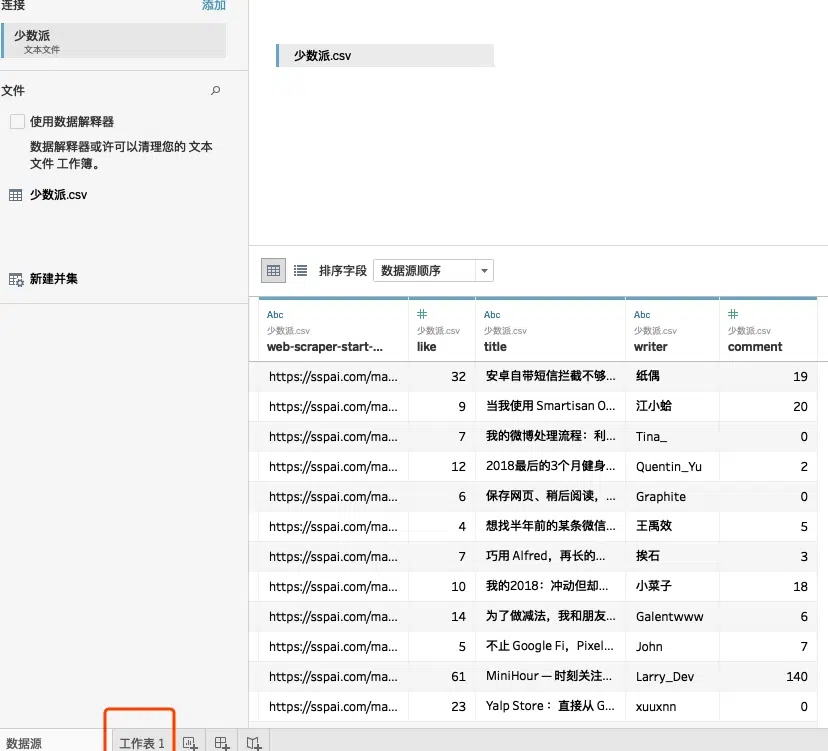 连接 添加
少数派
文本文件
文件
使用数据解释器
数据解释器或许可以清理您的 文本
文件 工作簿。
少数派.csv
新建并集
少数派.csv
排序字段 数据源顺序
Abc # Abc Abc #
少数派.csv 少数派.csv 少数派.csv 少数派.csv 少数派.csv
web-scraper-start-... like title writer comment
https://sspai.com/ma... 32 安卓自带短信拦截不够... 纸偶 19
https://sspai.com/ma... 9 当我使用 Smartisan O... 江小蛤 20
https://sspai.com/ma... 7 我的微博处理流程：利... Tina_ 0
https://sspai.com/ma... 12 2018最后的3个月健身... Quentin_Yu 2
https://sspai.com/ma... 6 保存网页、稍后阅读，... Graphite 0
https://sspai.com/ma... 4 想找半年前的某条微信... 王禹效 5
https://sspai.com/ma... 7 巧用 Alfred，再长的... 挨石 3
https://sspai.com/ma... 10 我的2018：冲动但却... 小菜子 18
https://sspai.com/ma... 14 为了做减法，我和朋友... Galentwww 6
https://sspai.com/ma... 5 不止 Google Fi，Pixel... John 7
https://sspai.com/ma... 61 MiniHour — 时刻关注... Larry_Dev 140
https://sspai.com/ma... 23 Yalp Store ：直接从 G... xuuxnn 0
数据源 工作表 1